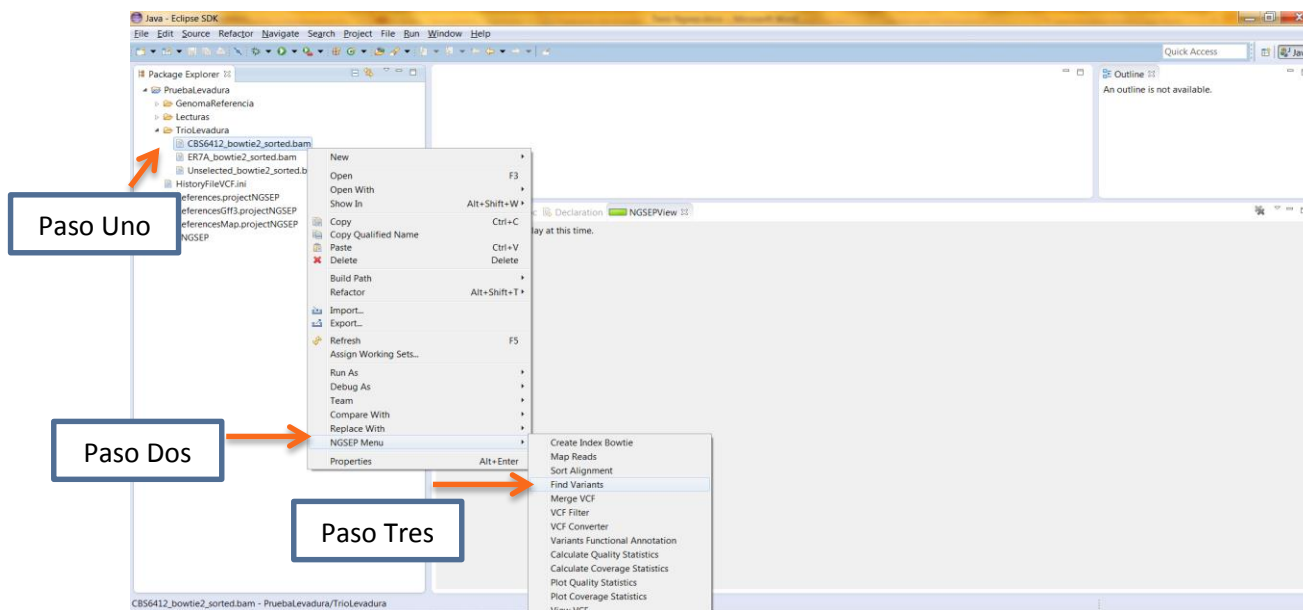 Java - Eclipse SDK
File Edit Source Refactor Navigate Search Project File Run Window Help
Quick Access
Package Explorer
PruebaLevadura
GenomaReferencia
Lecturas
TrioLevadura
CBS6412_bowtie2_sorted.bam
ER7A_bowtie2_sorted.bam
Unselected_bowtie2_sorted.b
HistoryFileVCF.ini
eferences.projectNGSEP
eferencesGff3.projectNGSEP
eferencesMap.projectNGSEP
NGSEP
Paso Uno
New
Open F3
Open With
Show In Alt+Shift+W
Copy Ctrl+C
Copy Qualified Name
Paste Ctrl+V
Delete Delete
Build Path
Refactor Alt+Shift+T
Import...
Export...
Refresh F5
Assign Working Sets...
Run As
Debug As
Team
Compare With
Replace With
NGSEP Menu
Properties Alt+Enter
Paso Dos
Outline
An outline is not available.
Declaration NGSEPView
lay at this time.
Create Index Bowtie
Map Reads
Sort Alignment
Find Variants
Merge VCF
VCF Filter
VCF Converter
Variants Functional Annotation
Calculate Quality Statistics
Calculate Coverage Statistics
Plot Quality Statistics
Plot Coverage Statistics
View VCF
Paso Tres
CBS6412_bowtie2_sorted.bam - PruebaLevadura/TrioLevadura